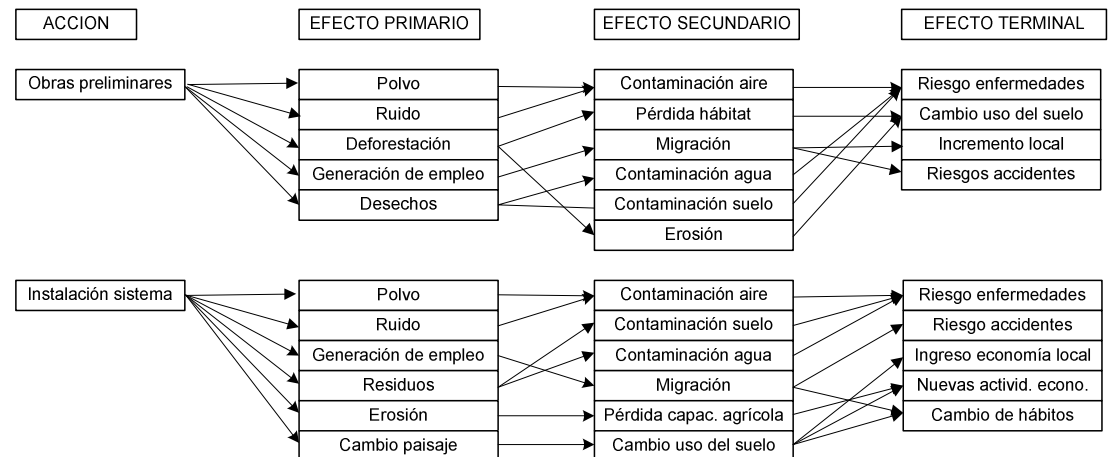 ACCION
EFECTO PRIMARIO
EFECTO SECUNDARIO
EFECTO TERMINAL
Obras preliminares
Polvo
Ruido
Deforestación
Generación de empleo
Desechos
Contaminación aire
Pérdida hábitat
Migración
Contaminación agua
Contaminación suelo
Erosión
Riesgo enfermedades
Cambio uso del suelo
Incremento local
Riesgos accidentes
Instalación sistema
Polvo
Ruido
Generación de empleo
Residuos
Erosión
Cambio paisaje
Contaminación aire
Contaminación suelo
Contaminación agua
Migración
Pérdida capac. agrícola
Cambio uso del suelo
Riesgo enfermedades
Riesgo accidentes
Ingreso economía local
Nuevas activid. econo.
Cambio de hábitos